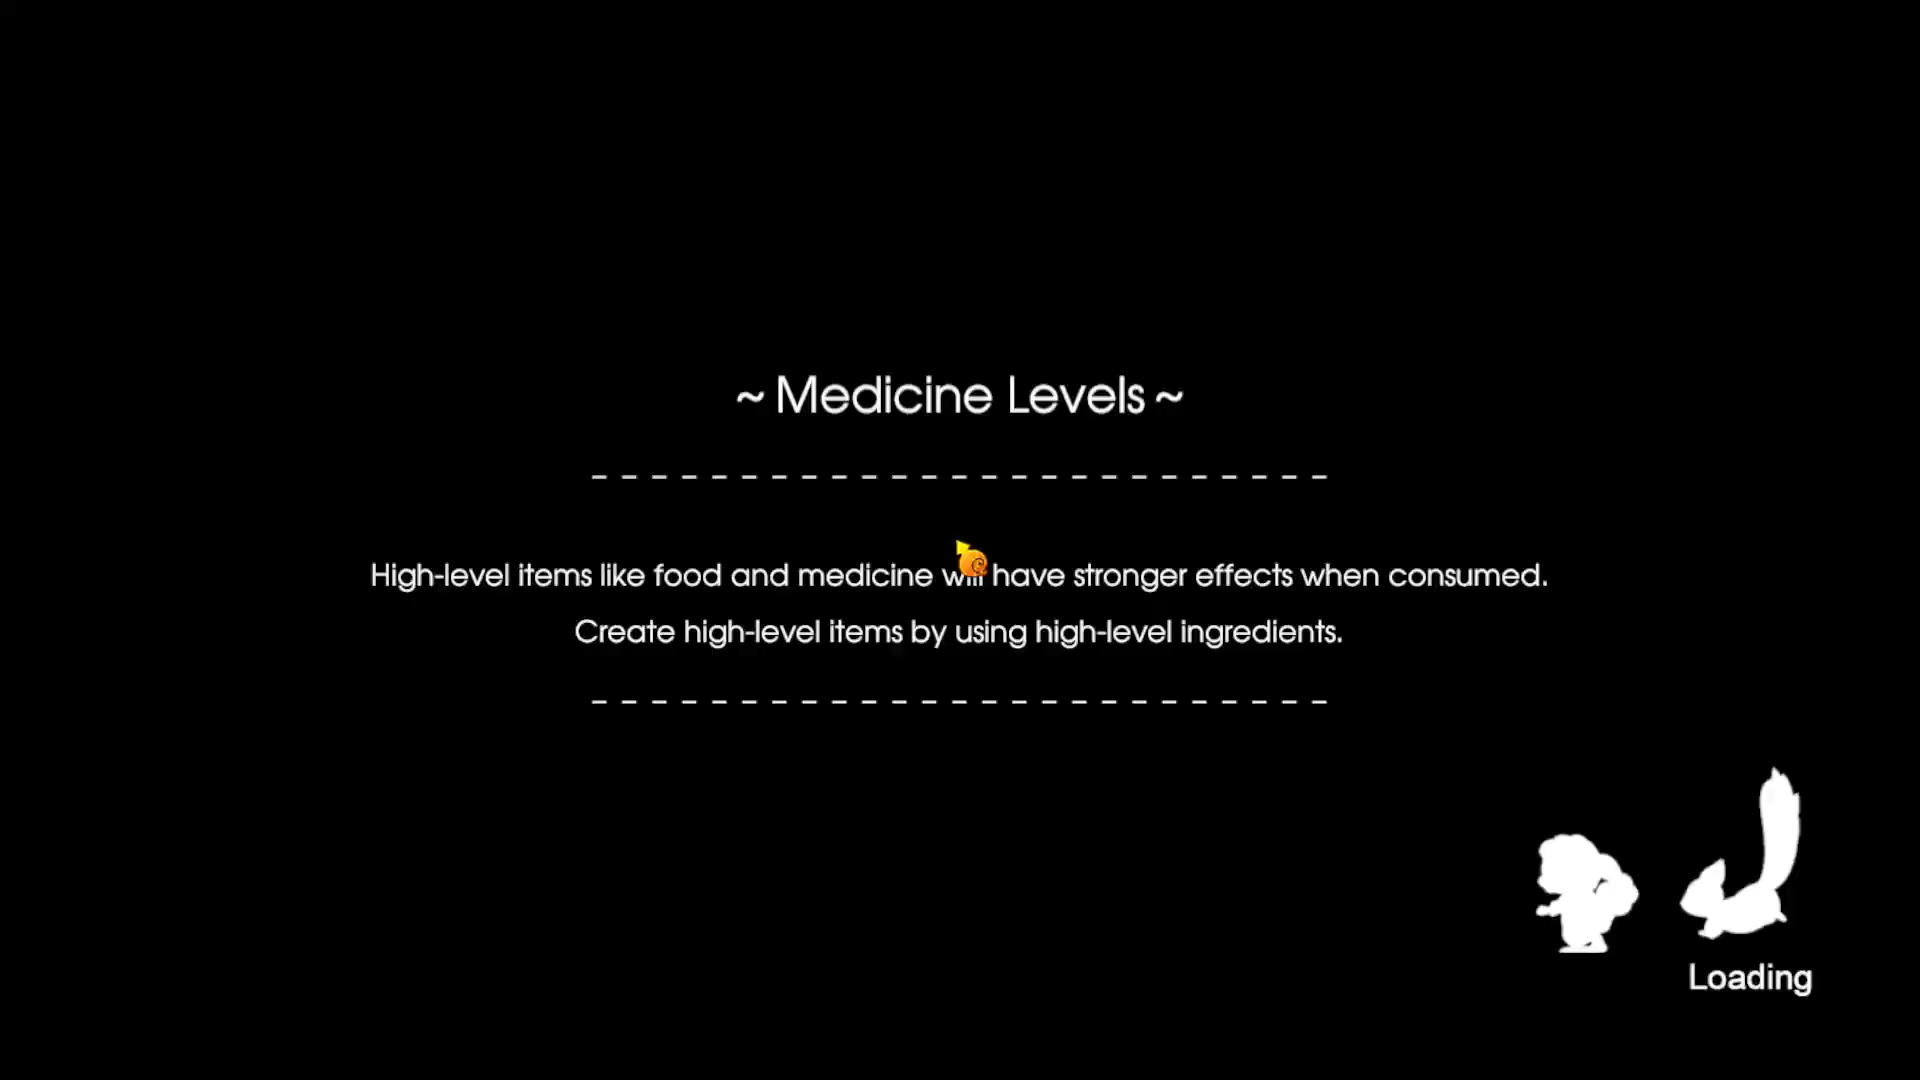 ~ Medicine Levels ~
- - - - - - - - - - - - - - - - - - - - - - - - -
High-level items like food and medicine will have stronger effects when consumed.
Create high-level items by using high-level ingredients.
- - - - - - - - - - - - - - - - - - - - - - - - -
Loading